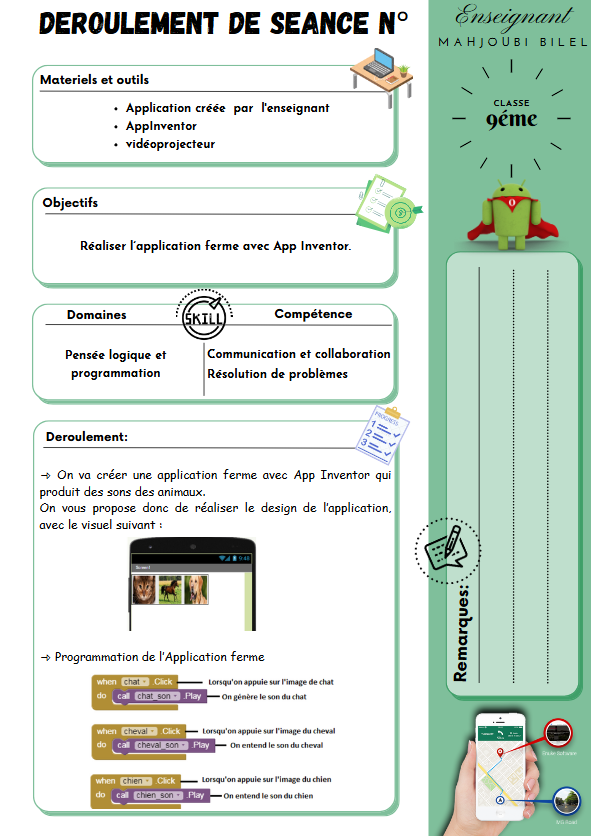 DEROULEMENT DE SEANCE N°
Enseignant
MAHJOUBI BILEL
CLASSE
9éme
Materiels et outils
• Application créée par l'enseignant
• AppInventor
• vidéoprojecteur
Objectifs
Réaliser l'application ferme avec App Inventor.
Domaines
SKILL
Compétence
Pensée logique et
programmation
Communication et collaboration
Résolution de problèmes
Deroulement:
PROGRESS
1
2
3
→ On va créer une application ferme avec App Inventor qui
produit des sons des animaux.
On vous propose donc de réaliser le design de l'application,
avec le visuel suivant :
9:48
Screen1
→ Programmation de l'Application ferme
when chat .Click
Lorsqu'on appuie sur l'image de chat
do call chat_son .Play
On génère le son du chat
when cheval .Click
Lorsqu'on appuie sur l'image du cheval
do call cheval_son .Play
On entend le son du cheval
when chien .Click
Lorsqu'on appuie sur l'image du chien
do call chien_son .Play
On entend le son du chien
Remarques:
A